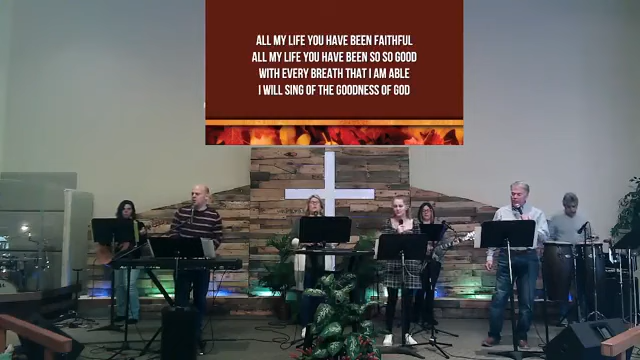 ALL MY LIFE YOU HAVE BEEN FAITHFUL
ALL MY LIFE YOU HAVE BEEN SO SO GOOD
WITH EVERY BREATH THAT I AM ABLE
I WILL SING OF THE GOODNESS OF GOD